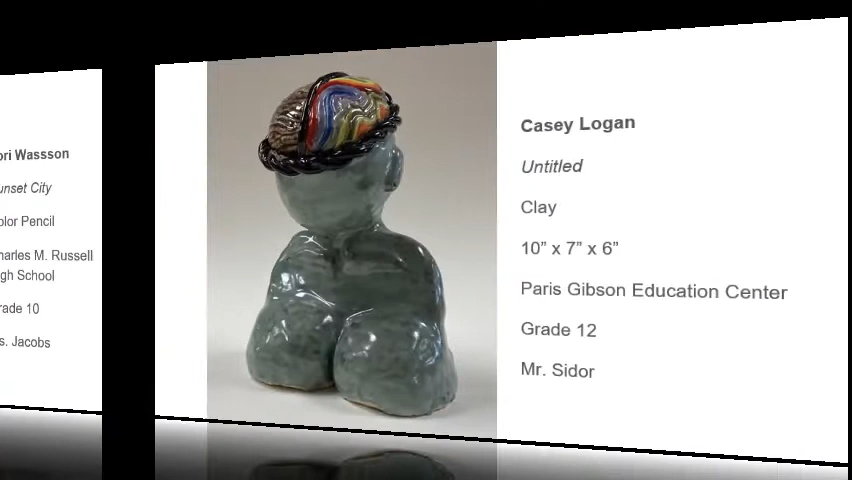 ori Wassson
unset City
olor Pencil
harles M. Russell
gh School
rade 10
s. Jacobs
Casey Logan
Untitled
Clay
10” x 7” x 6”
Paris Gibson Education Center
Grade 12
Mr. Sidor